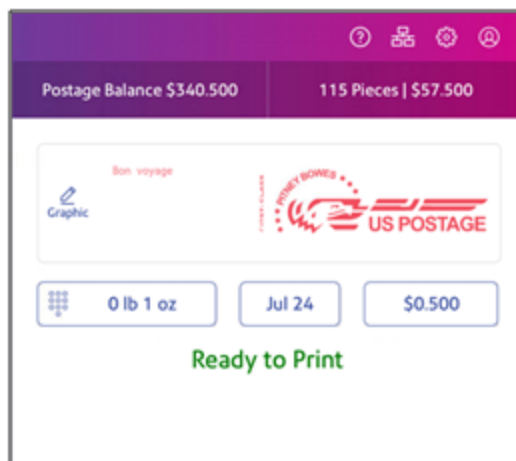 Postage Balance $340.500
115 Pieces | $57.500
Bon voyage
Graphic
FIRST-CLASS
PITNEY BOWES
US POSTAGE
0 lb 1 oz
Jul 24
$0.500
Ready to Print